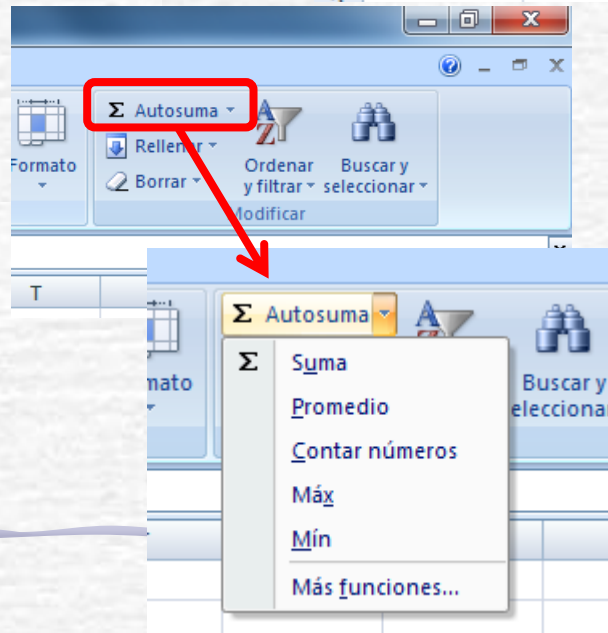 Σ Autosuma
Formato
Rellenar
Borrar
Ordenar
y filtrar
Buscar y
seleccionar
Modificar
T
Σ Autosuma
mato
Buscar y
eleccionar
Σ Suma
Promedio
Contar números
Máx
Mín
Más funciones...